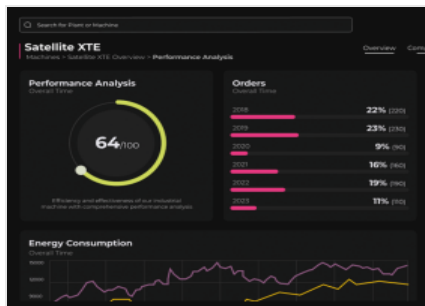 Search for Plant or Machine
Satellite XTE
Overview
Machines > Satellite XTE Overview > Performance Analysis
Performance Analysis
Overall Time
64/100
Efficiency and effectiveness of our industrial
machine with comprehensive performance analysis
Orders
Overall Time
2018 22% (220)
2019 23% (230)
2020 9% (90)
2021 16% (160)
2022 19% (190)
2023 11% (110)
Energy Consumption
Overall Time